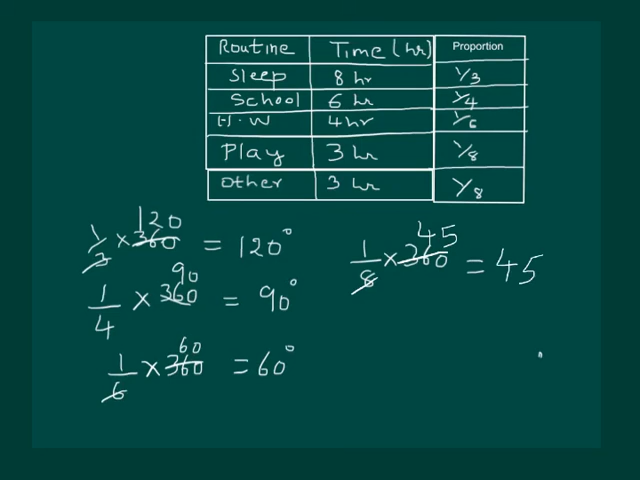 Routine Time (hr) Proportion
Sleep 8 hr 1/3
School 6 hr 1/4
H.W 4hr 1/6
Play 3 hr 1/8
other 3 hr 1/8
120
1/3 × 360 = 120°
90
1/4 × 360 = 90°
60
1/6 × 360 = 60°
45
1/8 × 360 = 45